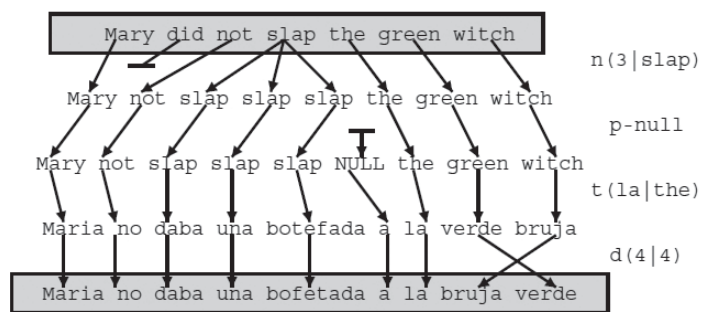 Mary did not slap the green witch
n(3|slap)
Mary not slap slap slap the green witch
p-null
Mary not slap slap slap NULL the green witch
t(la|the)
Maria no daba una botefada a la verde bruja
d(4|4)
Maria no daba una bofetada a la bruja verde